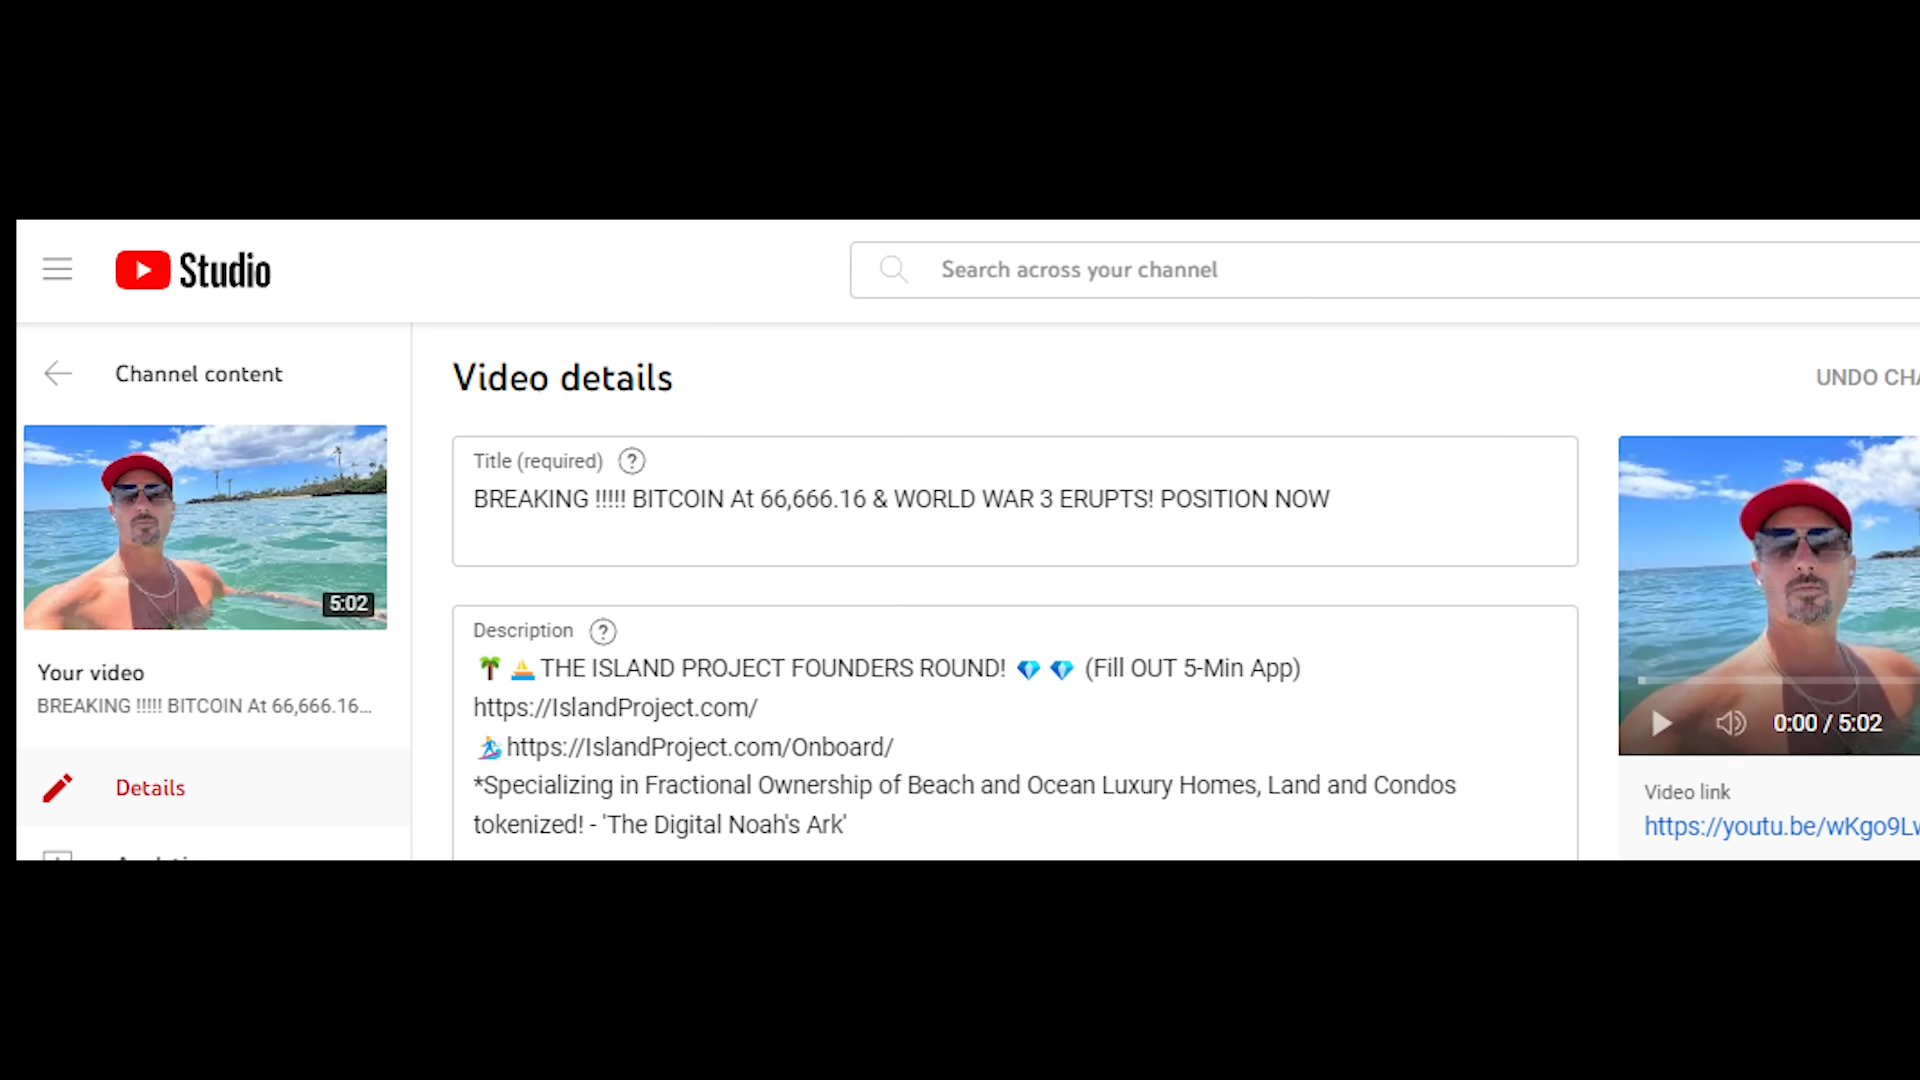 Studio
Search across your channel
Channel content
Video details
UNDO CHA
5:02
Your video
BREAKING !!!!! BITCOIN At 66,666.16...
Details
Title (required) ?
BREAKING !!!!! BITCOIN At 66,666.16 & WORLD WAR 3 ERUPTS! POSITION NOW
Description ?
🌴 ⛵ THE ISLAND PROJECT FOUNDERS ROUND! 💎 💎 (Fill OUT 5-Min App)
https://IslandProject.com/
🏄https://IslandProject.com/Onboard/
*Specializing in Fractional Ownership of Beach and Ocean Luxury Homes, Land and Condos
tokenized! - 'The Digital Noah's Ark'
0:00 / 5:02
Video link
https://youtu.be/wKgo9Lv